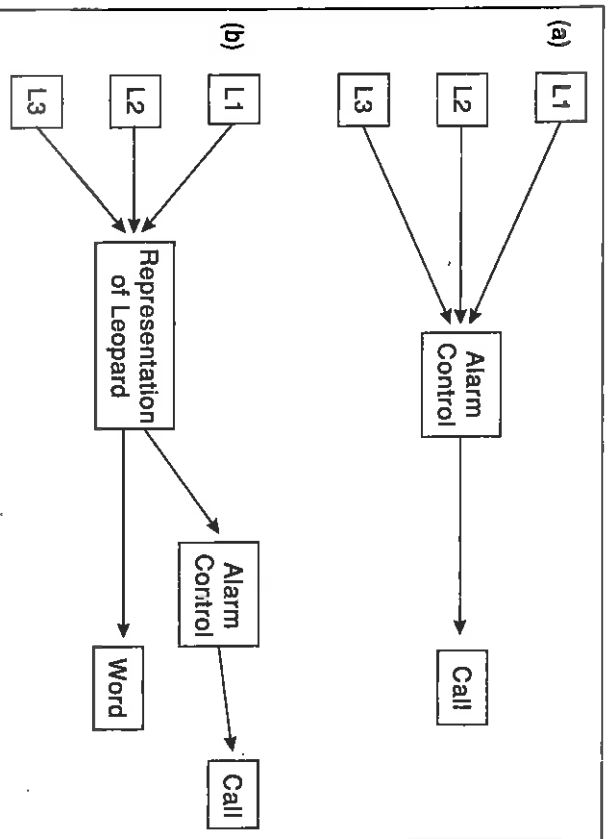 (a)
L1
L2
L3
Alarm
Control
Call
(b)
L1
L2
L3
Representation
of Leopard
Alarm
Control
Call
Word